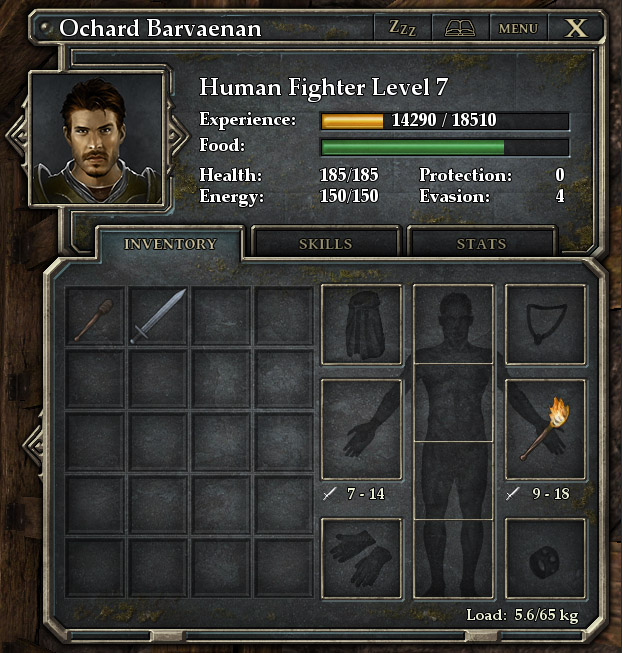 Ochard Barvaenan ZZZ MENU X
Human Fighter Level 7
Experience: 14290 / 18510
Food:
Health: 185/185 Protection: 0
Energy: 150/150 Evasion: 4
INVENTORY SKILLS STATS
7 - 14 9 - 18
Load: 5.6/65 kg